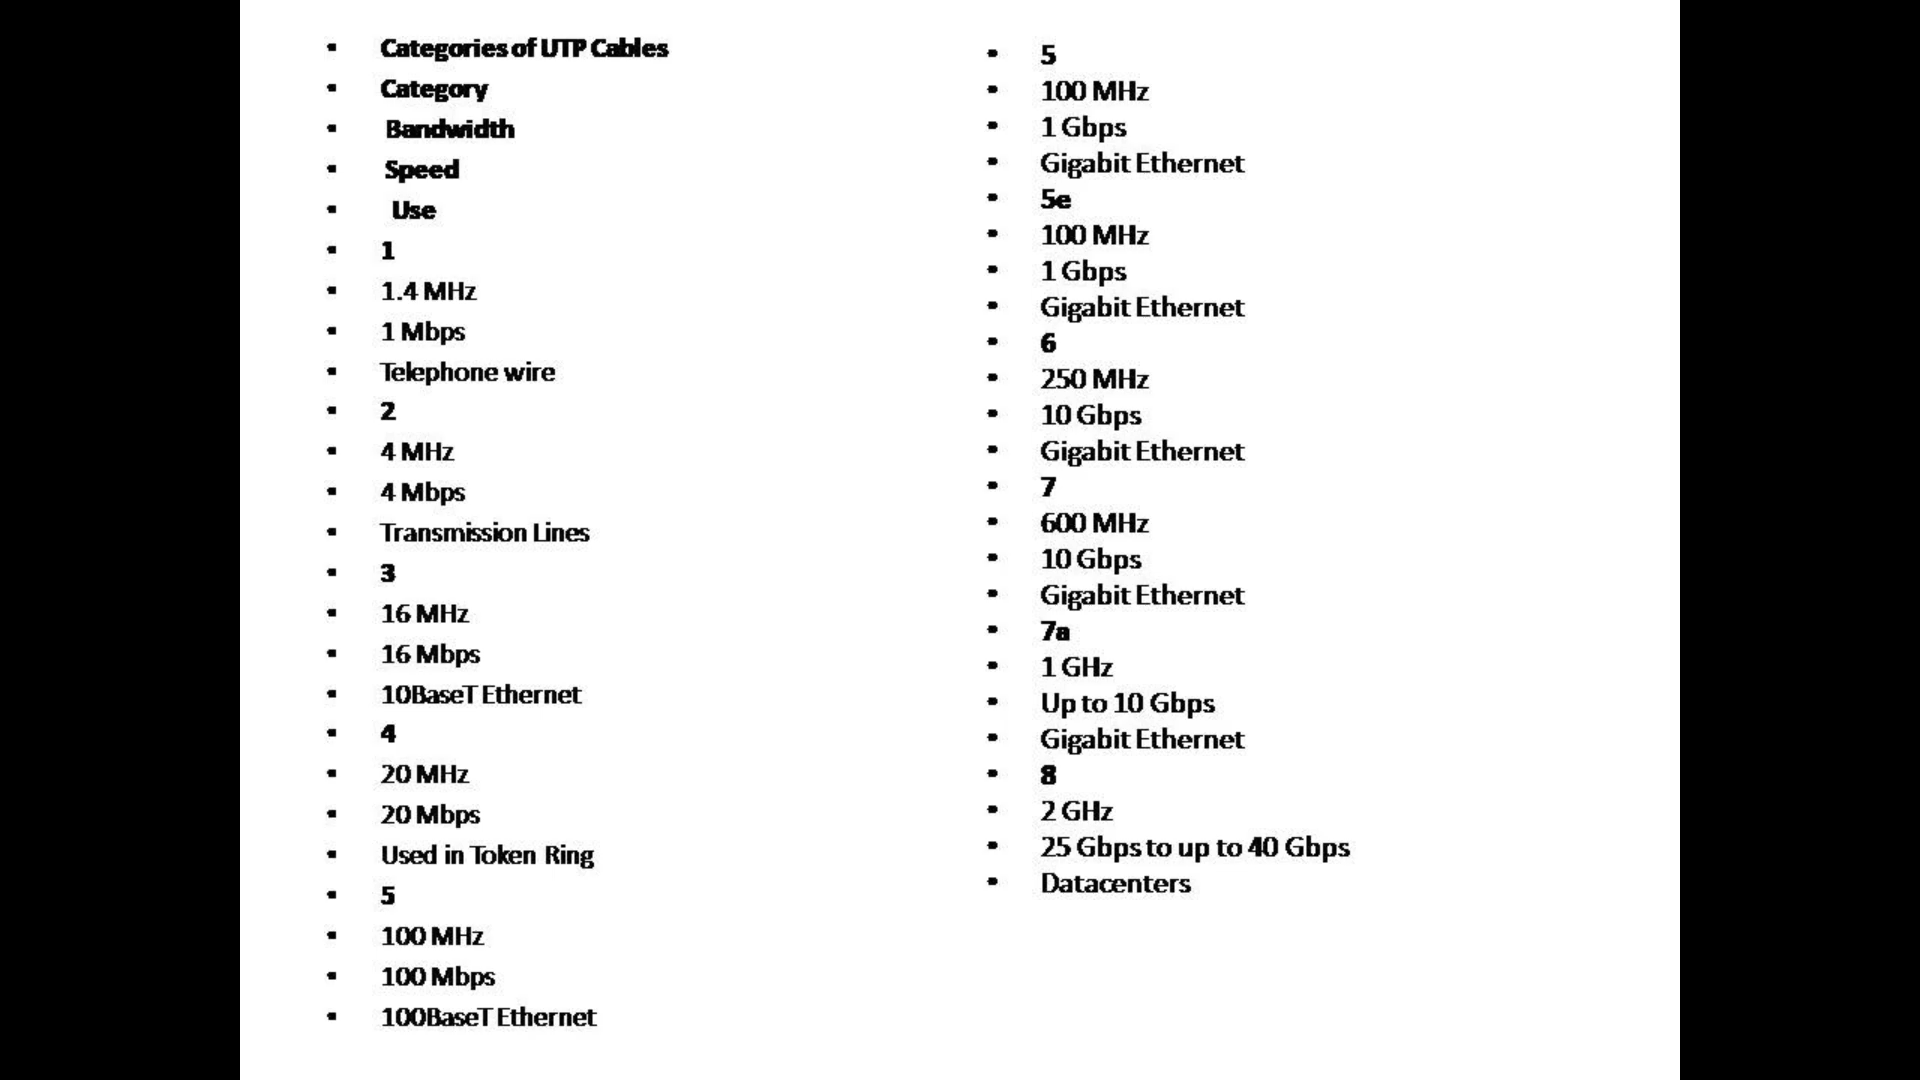 Categories of UTP Cables
Category
Bandwidth
Speed
Use
1
1.4 MHz
1 Mbps
Telephone wire
2
4 MHz
4 Mbps
Transmission Lines
3
16 MHz
16 Mbps
10BaseT Ethernet
4
20 MHz
20 Mbps
Used in Token Ring
5
100 MHz
100 Mbps
100BaseT Ethernet
5
100 MHz
1 Gbps
Gigabit Ethernet
5e
100 MHz
1 Gbps
Gigabit Ethernet
6
250 MHz
10 Gbps
Gigabit Ethernet
7
600 MHz
10 Gbps
Gigabit Ethernet
7a
1 GHz
Up to 10 Gbps
Gigabit Ethernet
8
2 GHz
25 Gbps to up to 40 Gbps
Datacenters